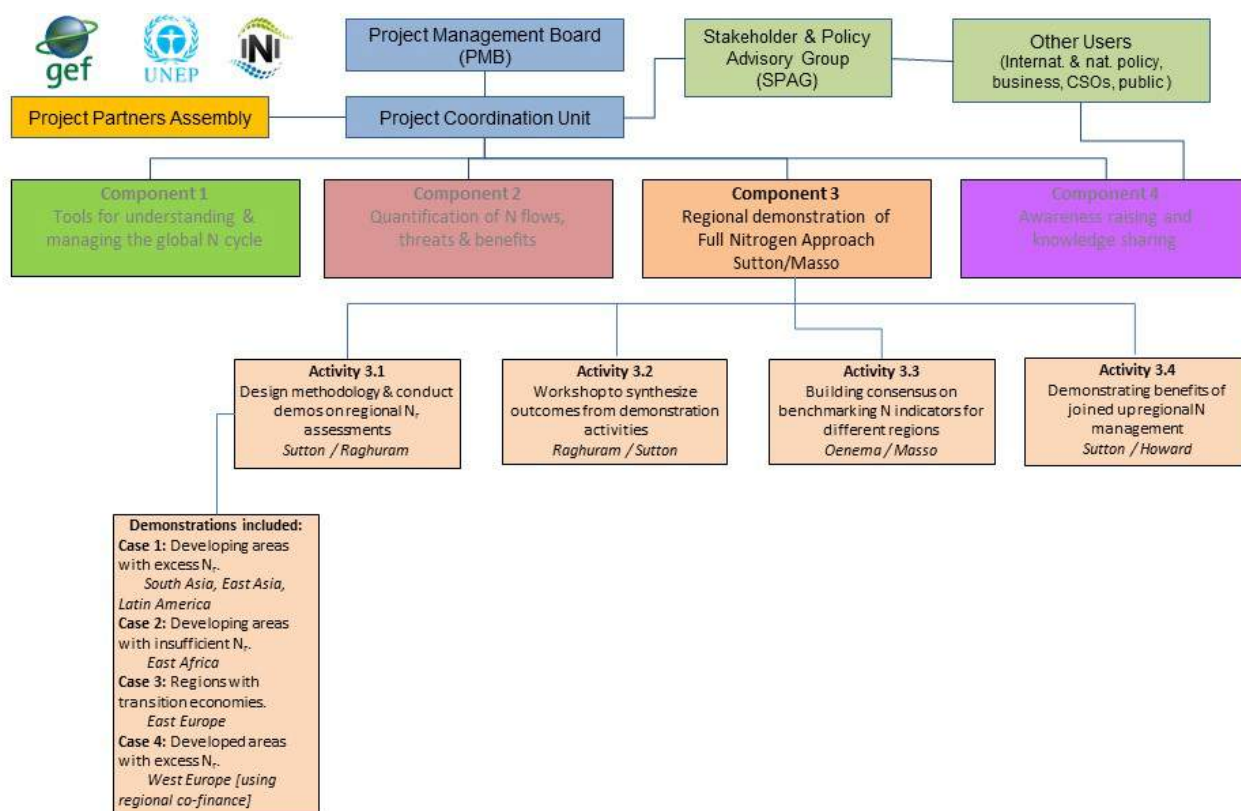 gef
UNEP
INI
Project Management Board
(PMB)
Stakeholder & Policy
Advisory Group
(SPAG)
Other Users
(Internat. & nat. policy,
business, CSOs, public )
Project Partners Assembly
Project Coordination Unit
Component 1
Tools for understanding &
managing the global N cycle
Component 2
Quantification of N flows,
threats & benefits
Component 3
Regional demonstration of
Full Nitrogen Approach
Sutton/Masso
Component 4
Awareness raising and
knowledge sharing
Activity 3.1
Design methodology & conduct
demos on regional Nr
assessments
Sutton / Raghuram
Activity 3.2
Workshop to synthesize
outcomes from demonstration
activities
Raghuram / Sutton
Activity 3.3
Building consensus on
benchmarking N indicators for
different regions
Oenema / Masso
Activity 3.4
Demonstrating benefits of
joined up regional N
management
Sutton / Howard
Demonstrations included:
Case 1: Developing areas
with excess Nr.
South Asia, East Asia,
Latin America
Case 2: Developing areas
with insufficient Nr.
East Africa
Case 3: Regions with
transition economies.
East Europe
Case 4: Developed areas
with excess Nr.
West Europe [using
regional co-finance]